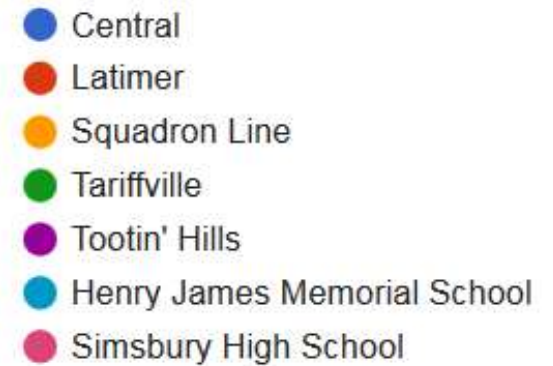 Central
Latimer
Squadron Line
Tariffville
Tootin' Hills
Henry James Memorial School
Simsbury High School